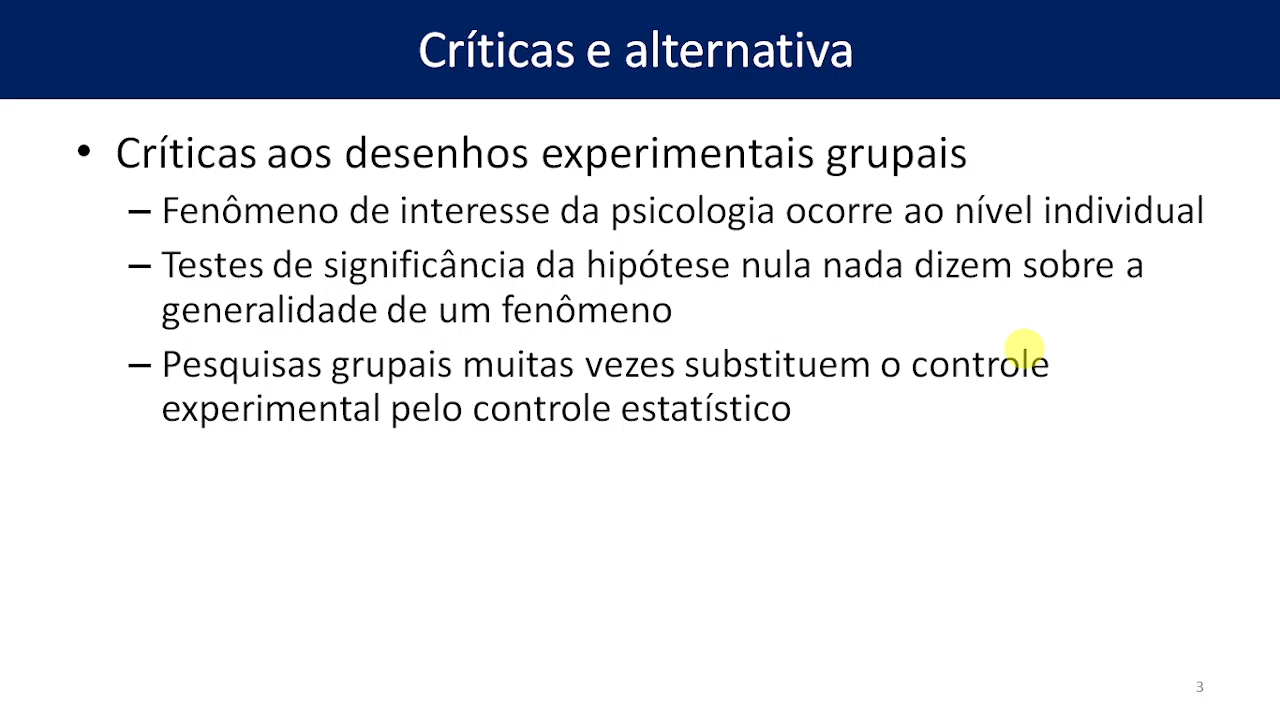 Críticas e alternativa
• Críticas aos desenhos experimentais grupais
– Fenômeno de interesse da psicologia ocorre ao nível individual
– Testes de significância da hipótese nula nada dizem sobre a
generalidade de um fenômeno
– Pesquisas grupais muitas vezes substituem o controle
experimental pelo controle estatístico
3